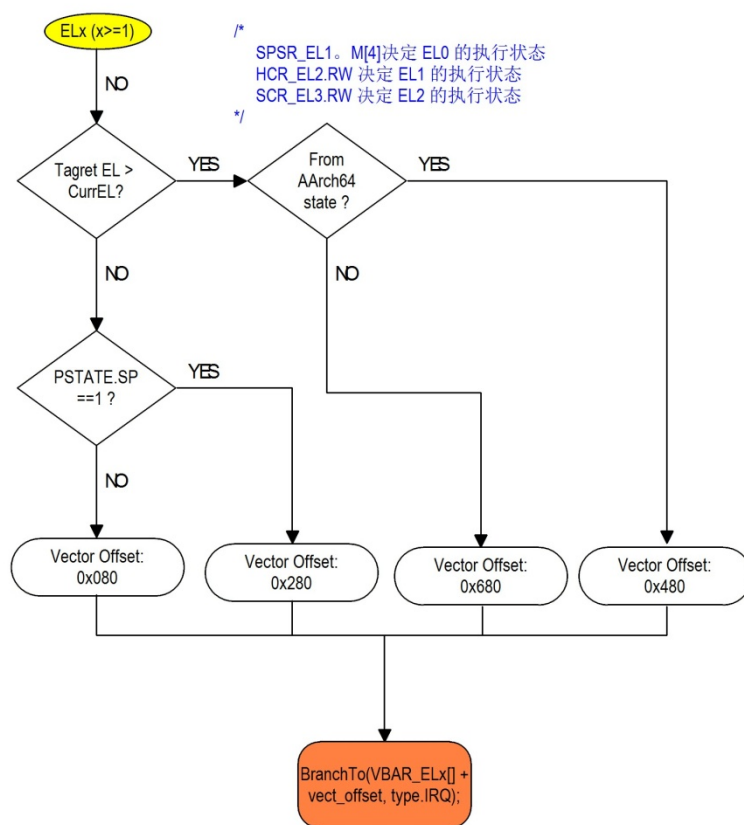 ELx (x>=1)
/*
SPSR_EL1。M[4]决定 EL0 的执行状态
HCR_EL2.RW 决定 EL1 的执行状态
SCR_EL3.RW 决定 EL2 的执行状态
*/
NO
Tagret EL >
CurrEL?
YES
From
AArch64
state ?
YES
NO
NO
PSTATE.SP
==1 ?
YES
NO
Vector Offset:
0x080
Vector Offset:
0x280
Vector Offset:
0x680
Vector Offset:
0x480
BranchTo(VBAR_ELx[] +
vect_offset, type.IRQ);